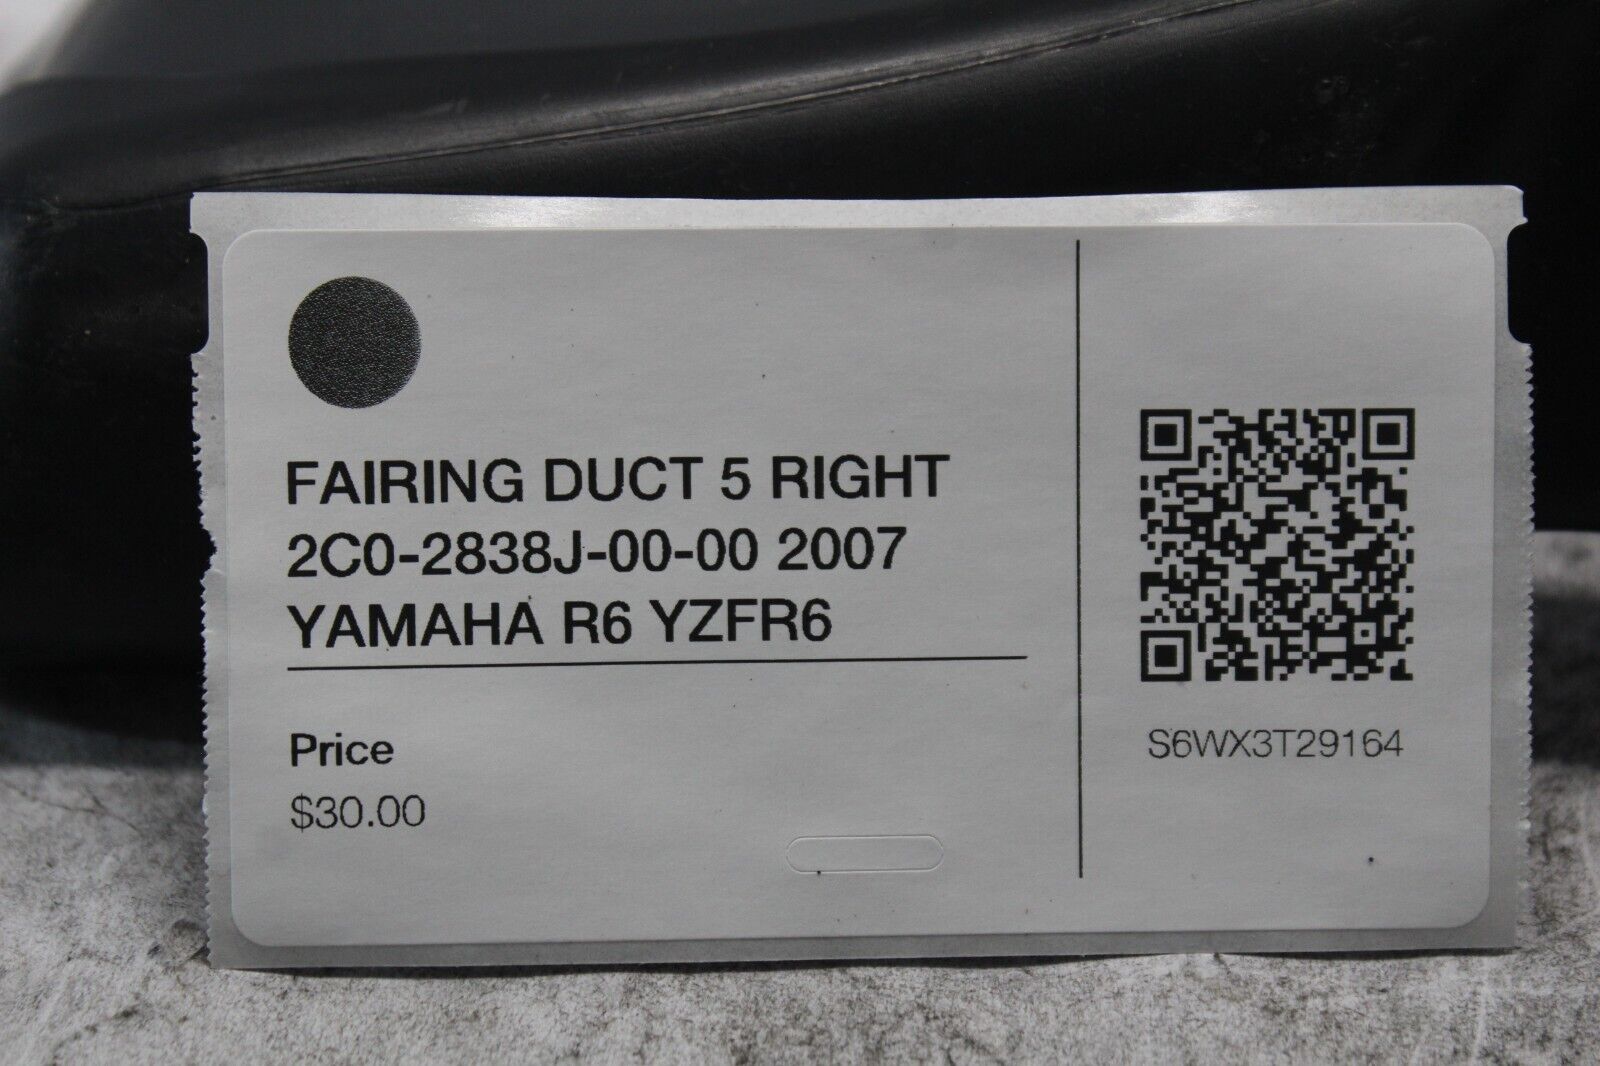 FAIRING DUCT 5 RIGHT
2C0-2838J-00-00 2007
YAMAHA R6 YZFR6
Price
$30.00
S6WX3T29164